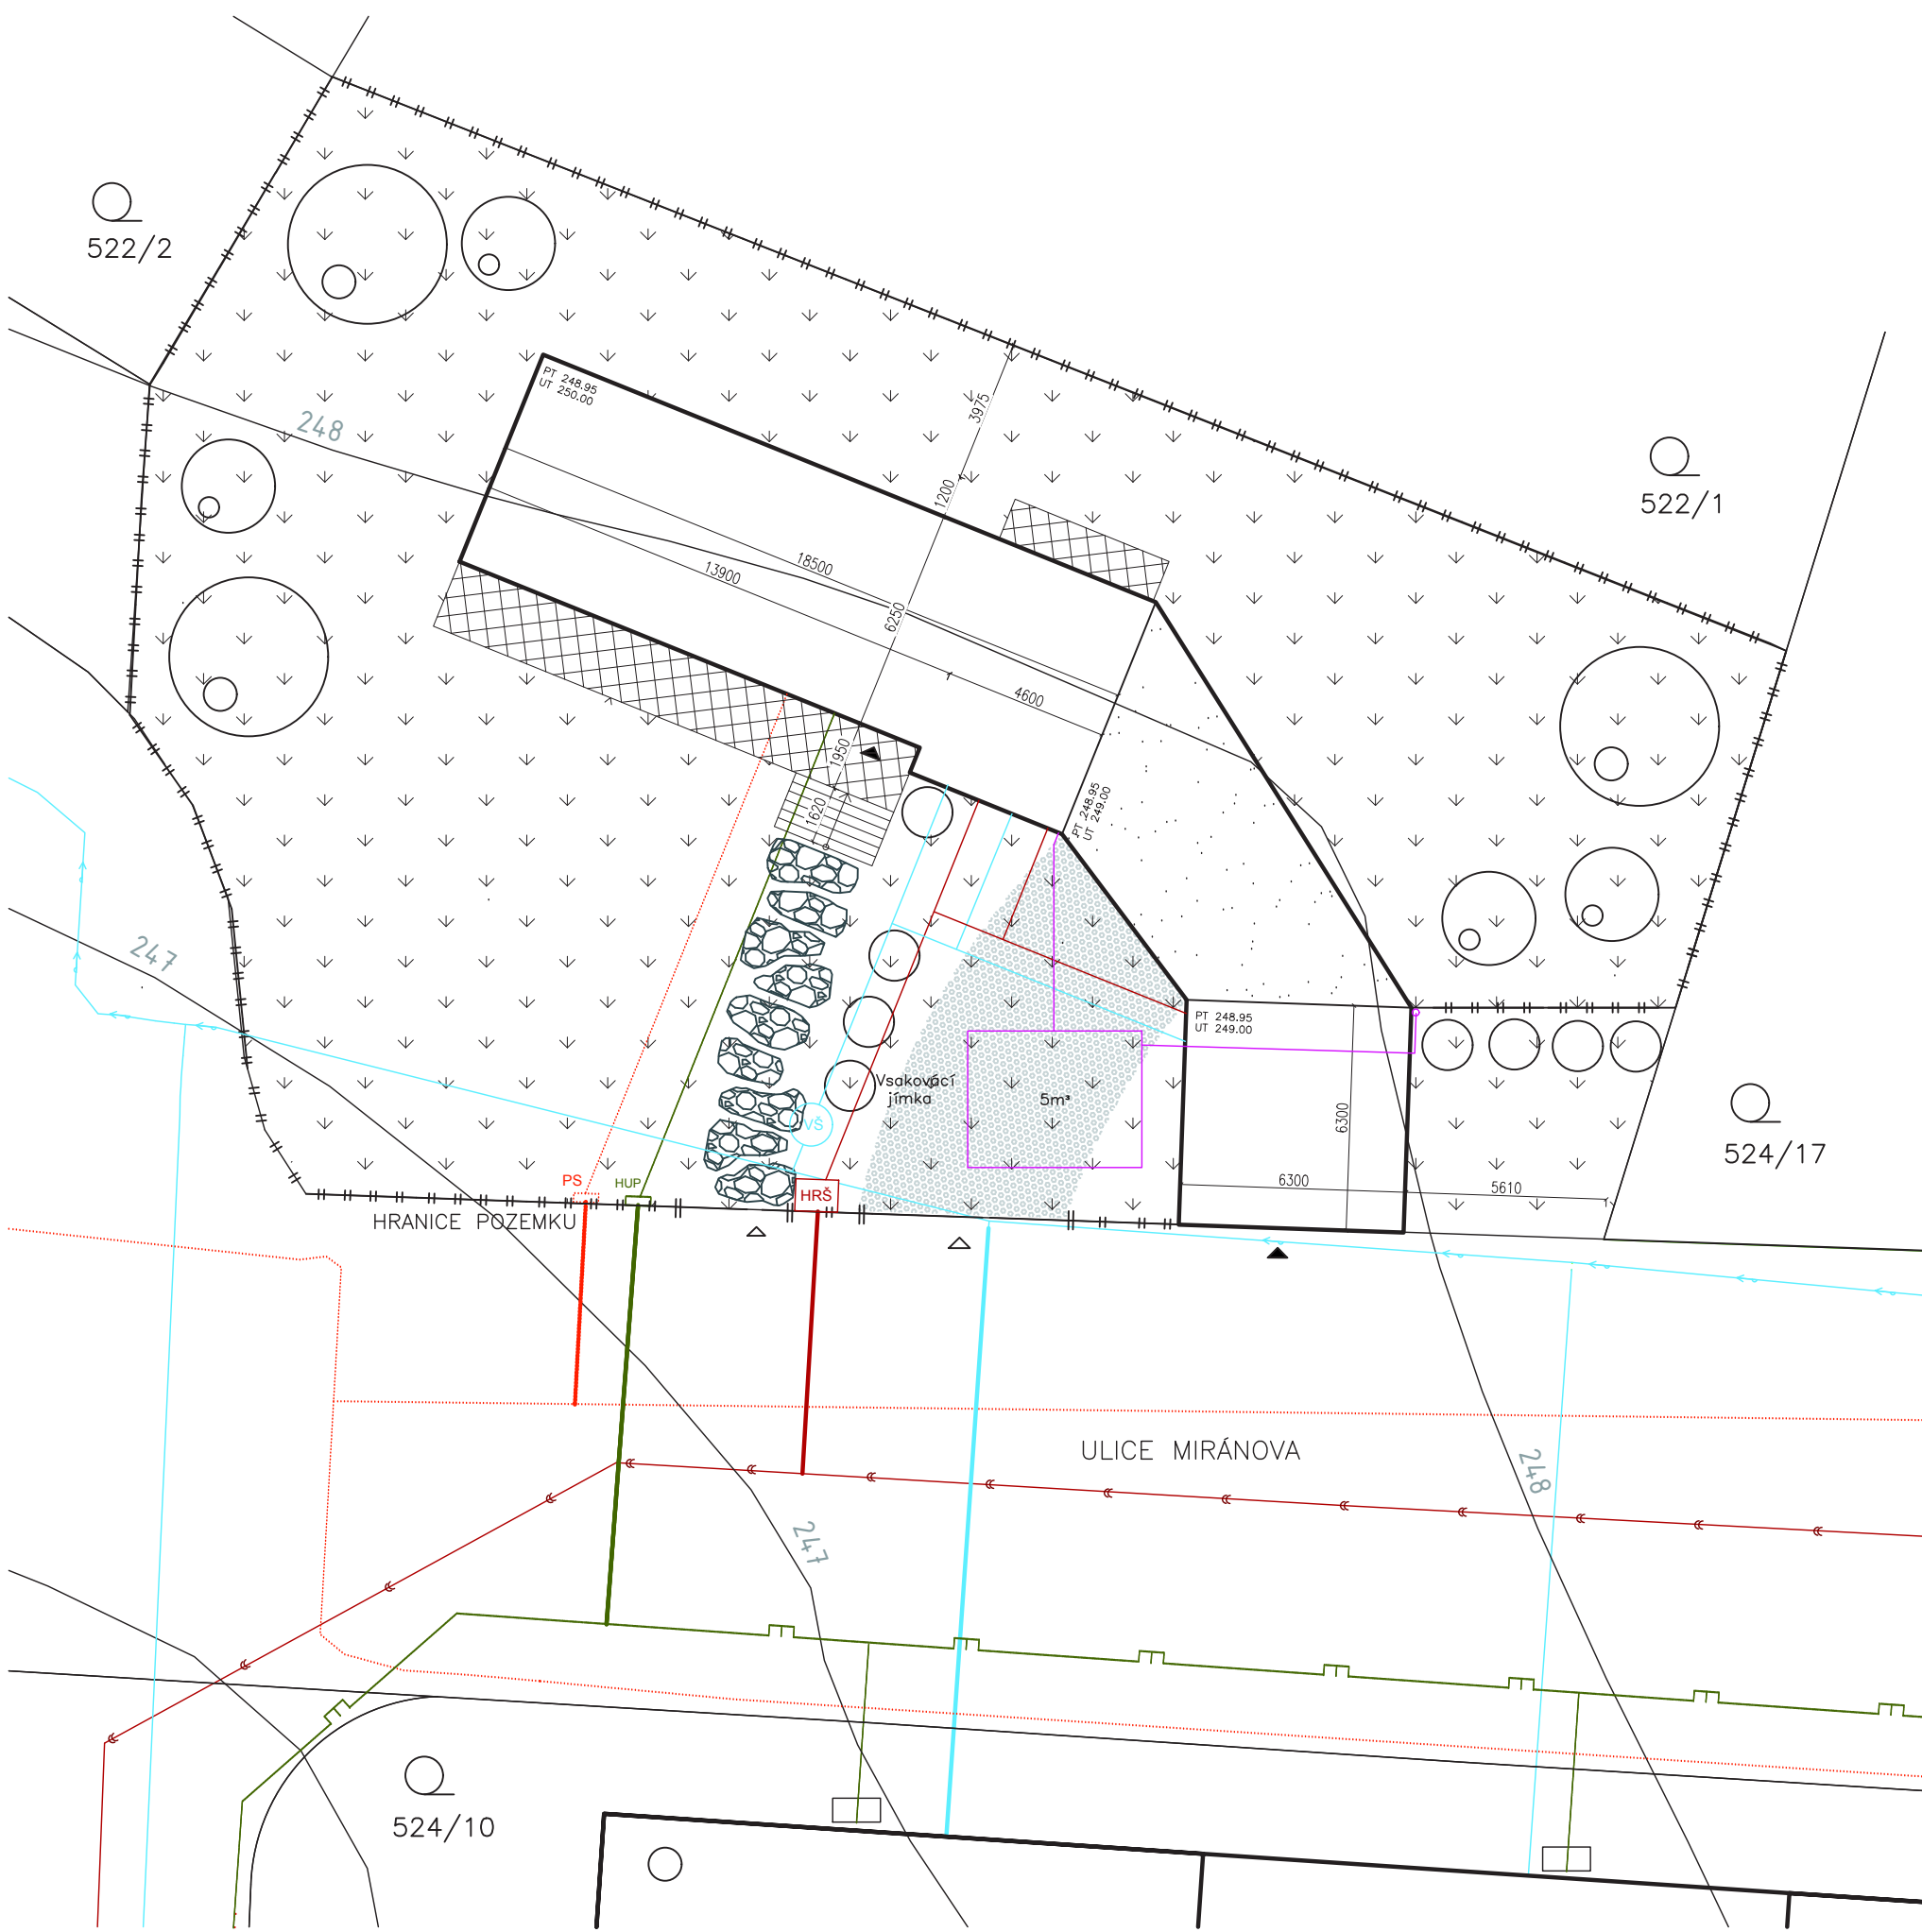 522/2
PT 248.95
UT 250.00
248
3975
1200
522/1
18500
13900
6250
4600
1950
1620
PT 248.95
UT 249.00
247
PT 248.95
UT 249.00
Vsakovácí
jímka
5m³
VŠ
6300
524/17
PS
HUP
HRŠ
6300
5610
HRANICE POZEMKU
ULICE MIRÁNOVA
248
247
524/10